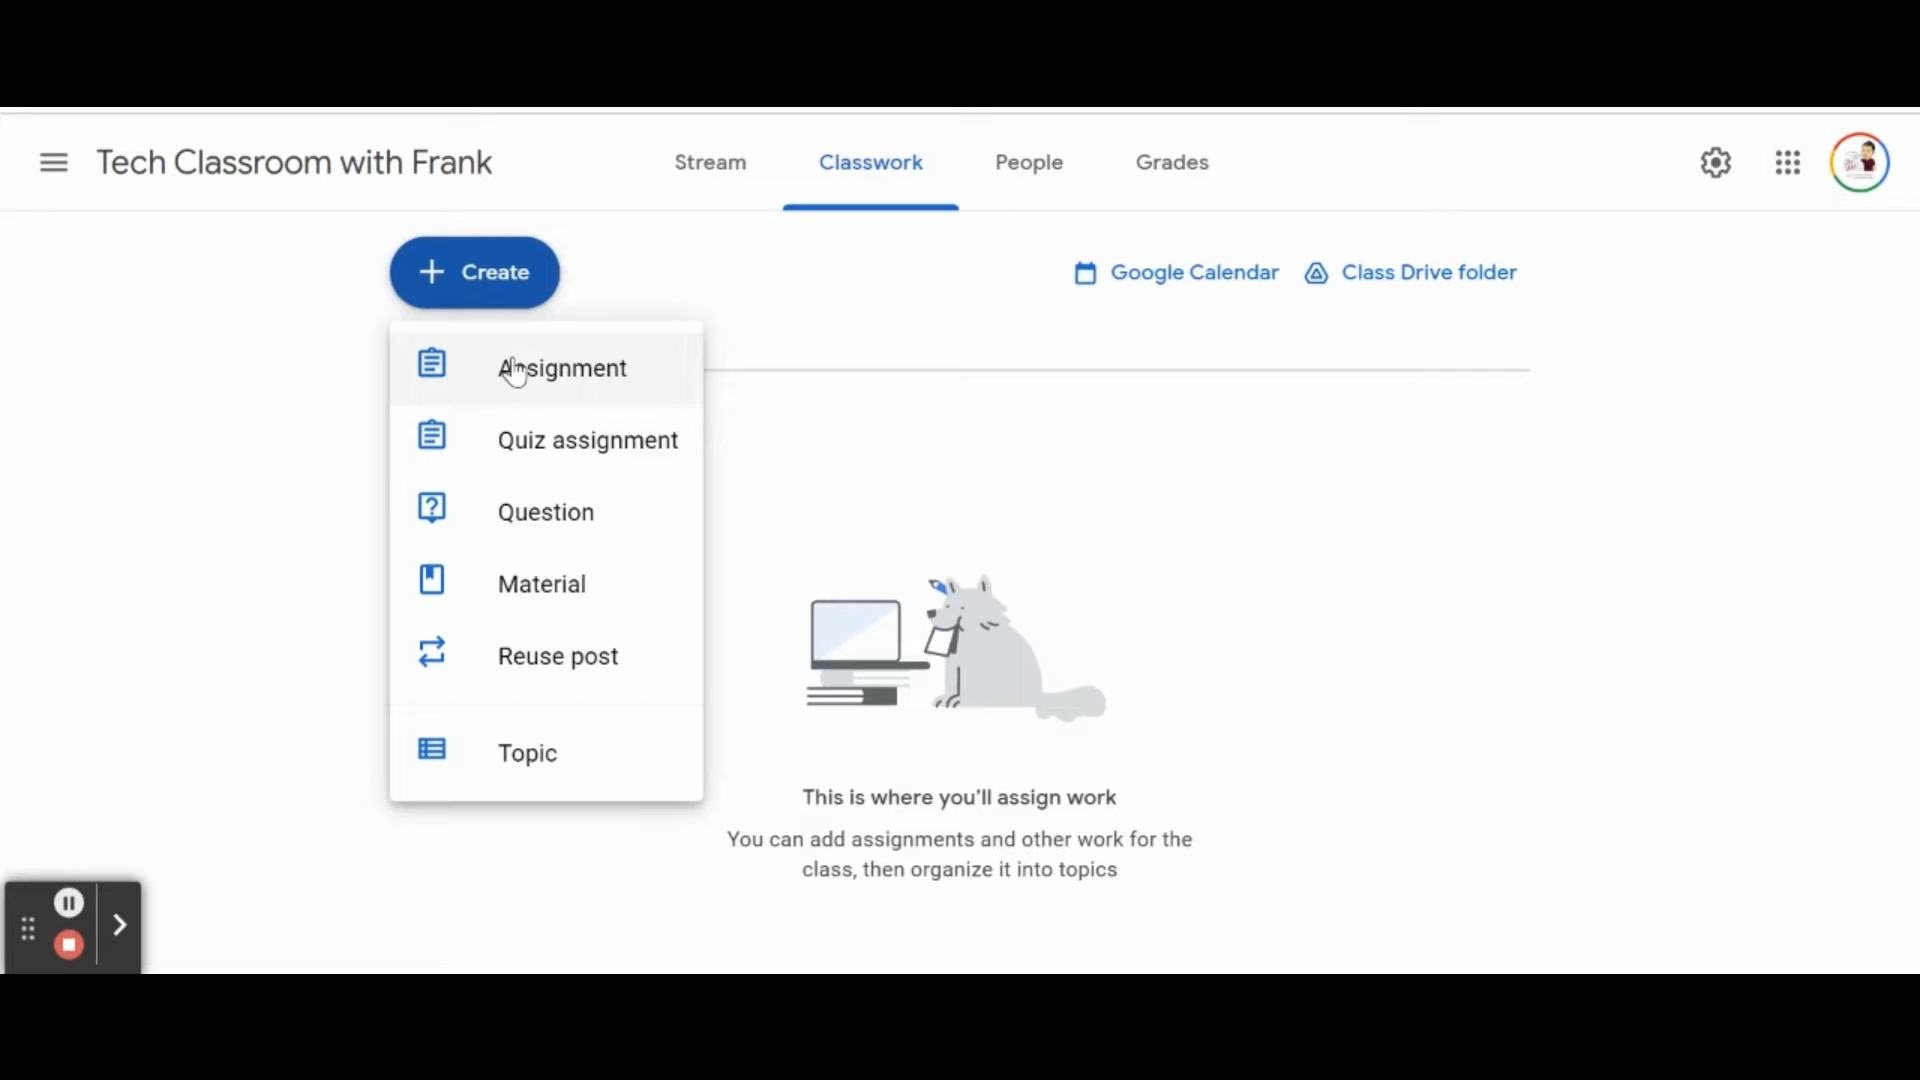 Tech Classroom with Frank
Stream
Classwork
People
Grades
Create
Google Calendar
Class Drive folder
Assignment
Quiz assignment
Question
Material
Reuse post
Topic
This is where you'll assign work
You can add assignments and other work for the
class, then organize it into topics